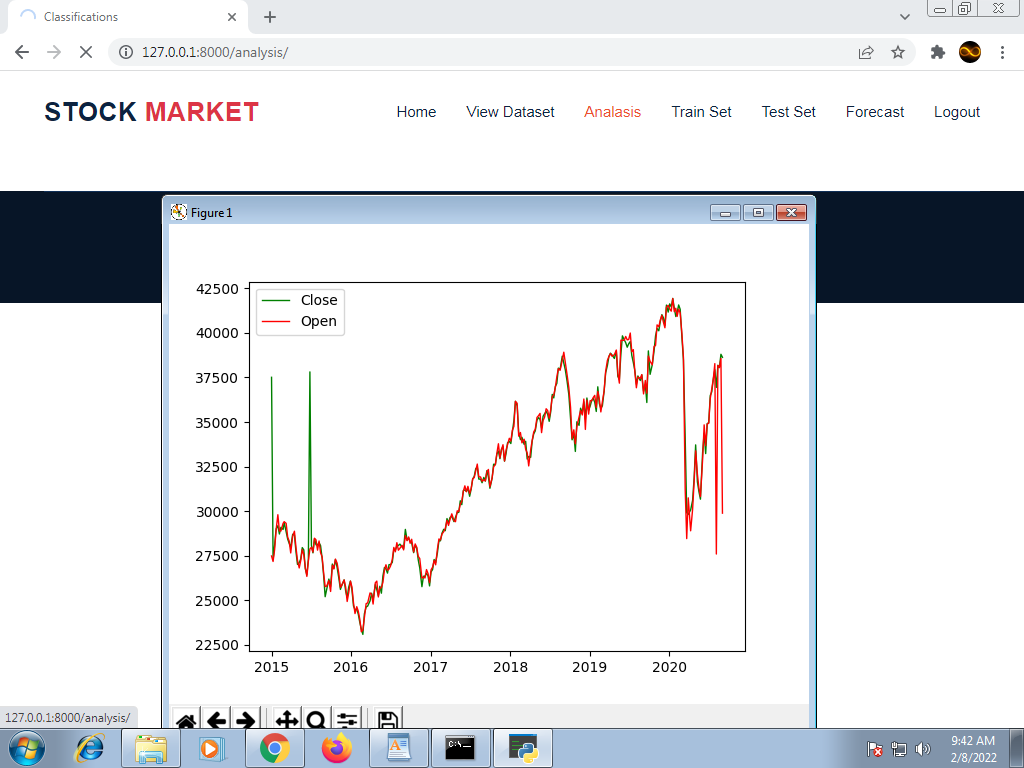 Classifications
127.0.0.1:8000/analysis/
STOCK MARKET
Home View Dataset Analasis Train Set Test Set Forecast Logout
Figure 1
Close
Open
42500
40000
37500
35000
32500
30000
27500
25000
22500
2015 2016 2017 2018 2019 2020
127.0.0.1:8000/analysis/
C:\_
9:42 AM
2/8/2022